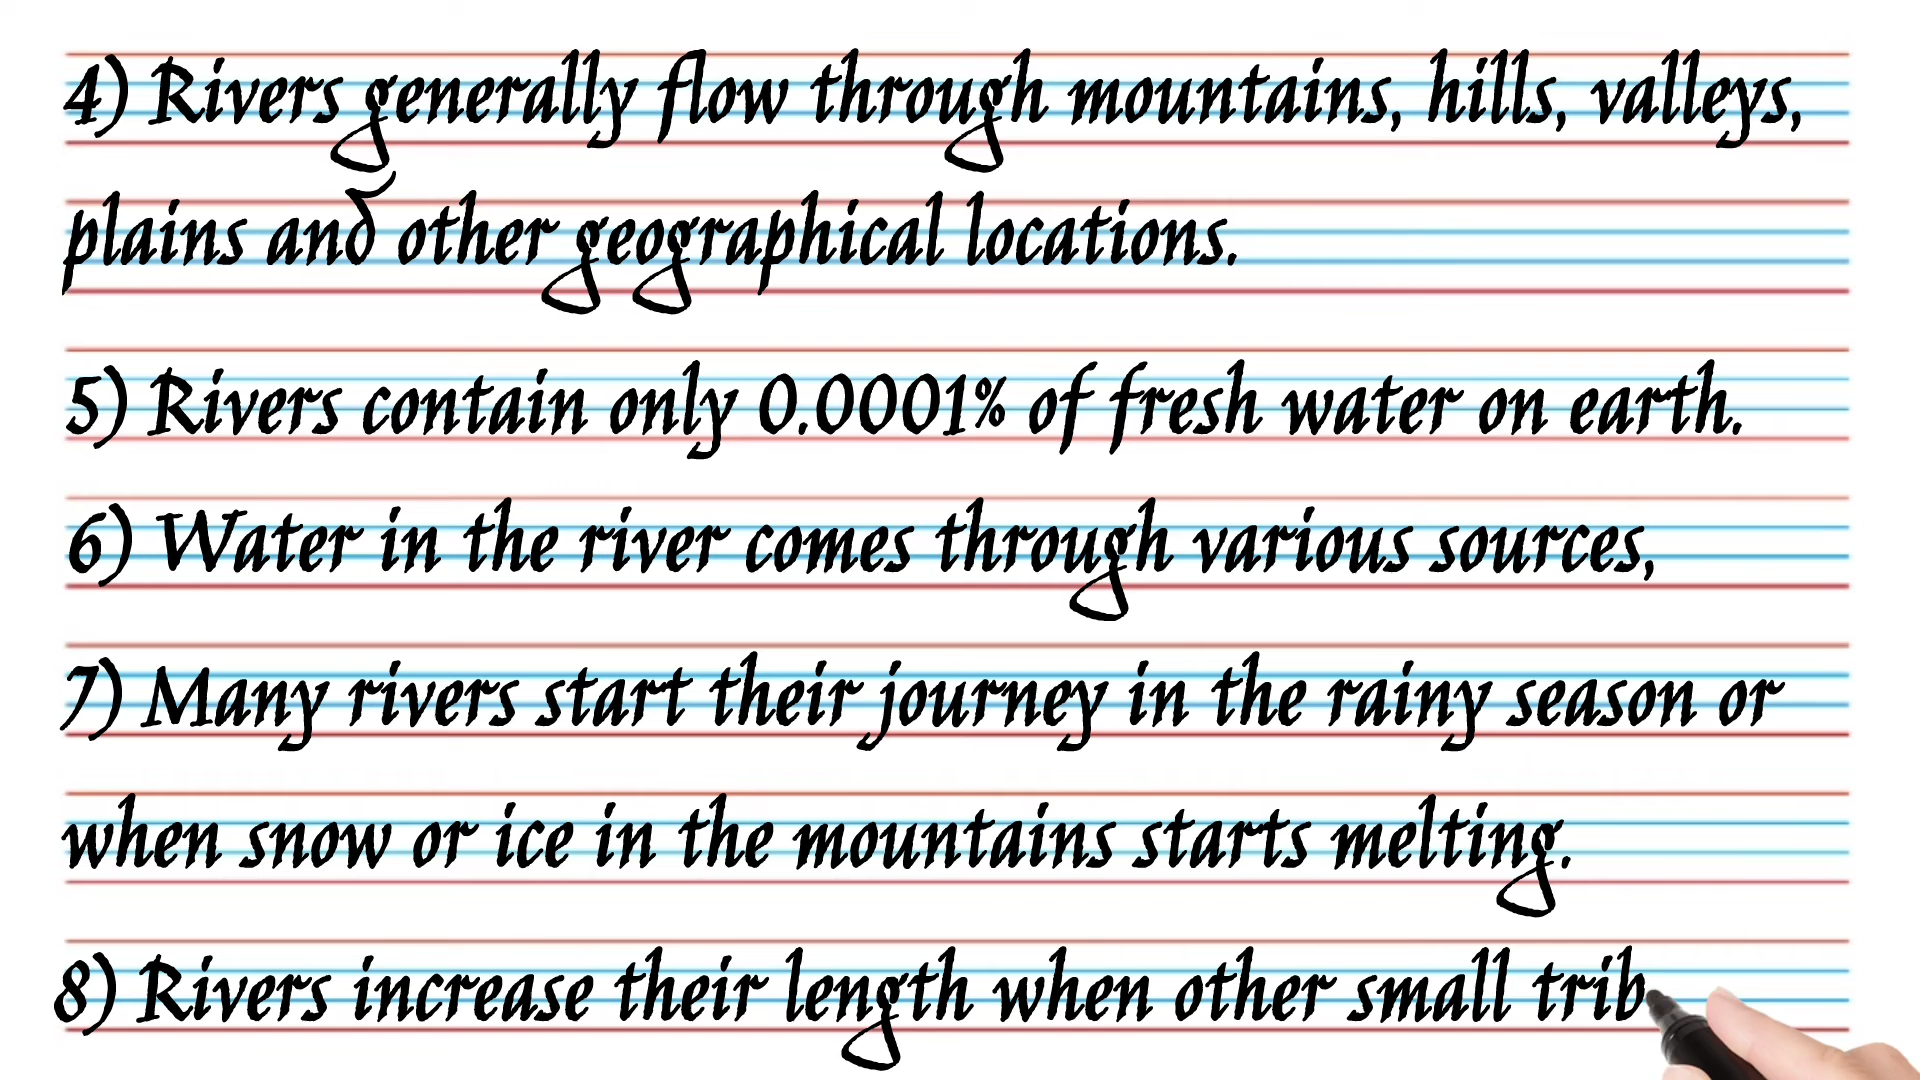 4) Rivers generally flow through mountains, hills, valleys,
plains and other geographical locations.
5) Rivers contain only 0.0001% of fresh water on earth.
6) Water in the river comes through various sources,
7) Many rivers start their journey in the rainy season or
when snow or ice in the mountains starts melting.
8) Rivers increase their length when other small trib